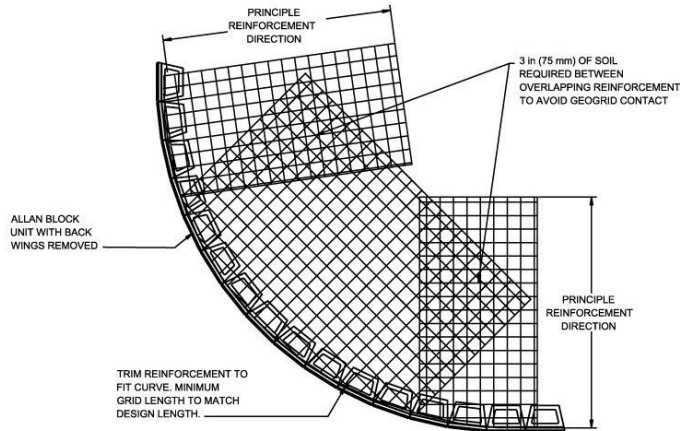 PRINCIPLE
REINFORCEMENT
DIRECTION
3 in (75 mm) OF SOIL
REQUIRED BETWEEN
OVERLAPPING REINFORCEMENT
TO AVOID GEOGRID CONTACT
ALLAN BLOCK
UNIT WITH BACK
WINGS REMOVED
PRINCIPLE
REINFORCEMENT
DIRECTION
TRIM REINFORCEMENT TO
FIT CURVE. MINIMUM
GRID LENGTH TO MATCH
DESIGN LENGTH.